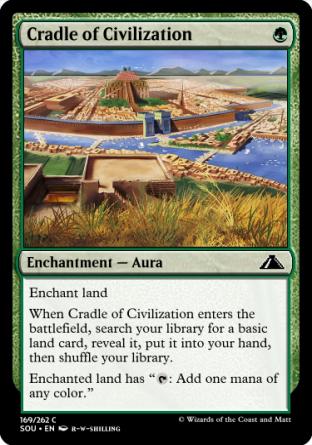 Cradle of Civilization
Enchantment — Aura
Enchant land
When Cradle of Civilization enters the
battlefield, search your library for a basic
land card, reveal it, put it into your hand,
then shuffle your library.
Enchanted land has “: Add one mana of
any color.”
169/262 C
SOU • EN R-W-SHILLING
© Wizards of the Coast and Matt